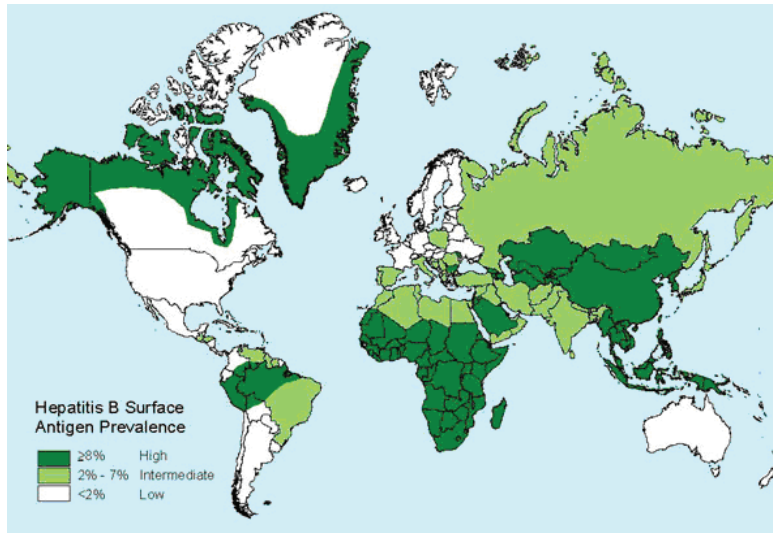 Hepatitis B Surface
Antigen Prevalence
≥8% High
2% - 7% Intermediate
<2% Low